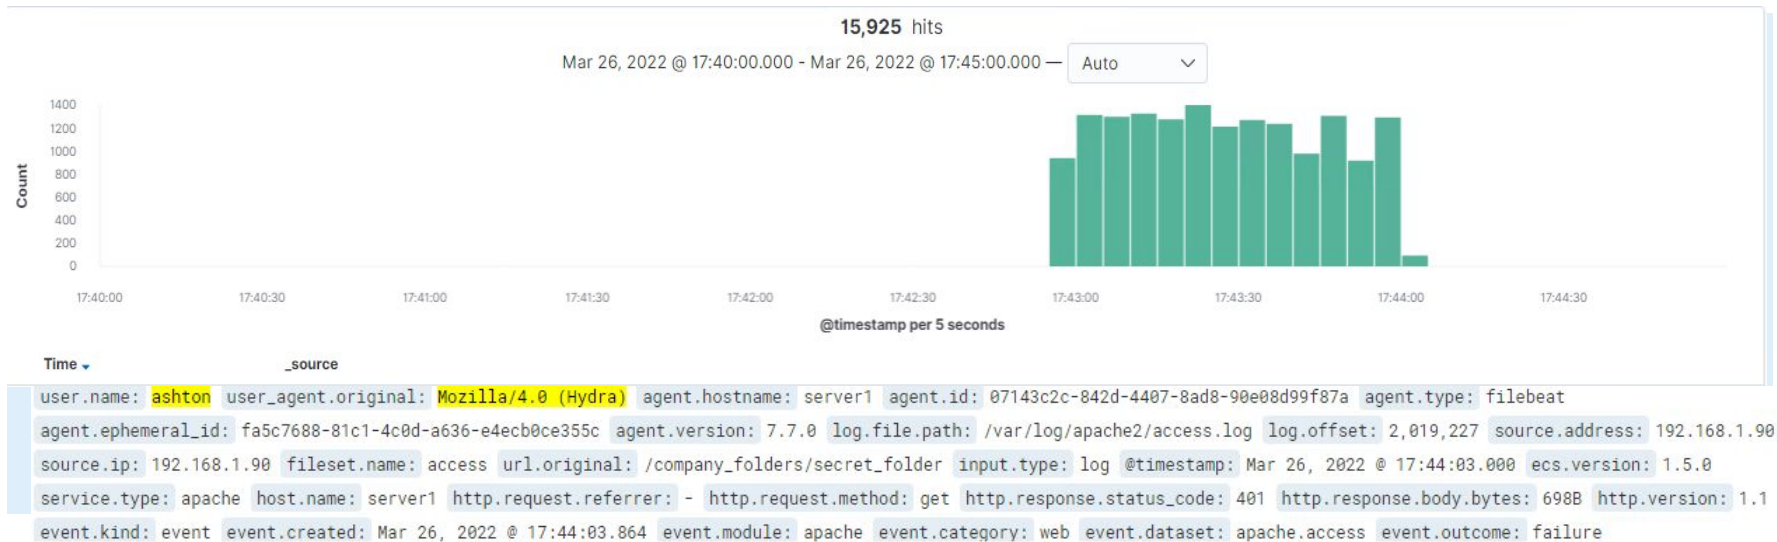 15,925 hits
Mar 26, 2022 @ 17:40:00.000 - Mar 26, 2022 @ 17:45:00.000 — Auto
1400
1200
1000
800
600
400
200
0
Count
17:40:00 17:40:30 17:41:00 17:41:30 17:42:00 17:42:30 17:43:00 17:43:30 17:44:00 17:44:30
@timestamp per 5 seconds
Time _source
user.name: ashton user_agent.original: Mozilla/4.0 (Hydra) agent.hostname: server1 agent.id: 07143c2c-842d-4407-8ad8-90e08d99f87a agent.type: filebeat
agent.ephemeral_id: fa5c7688-81c1-4c0d-a636-e4ecb0ce355c agent.version: 7.7.0 log.file.path: /var/log/apache2/access.log log.offset: 2,019,227 source.address: 192.168.1.90
source.ip: 192.168.1.90 fileset.name: access url.original: /company_folders/secret_folder input.type: log @timestamp: Mar 26, 2022 @ 17:44:03.000 ecs.version: 1.5.0
service.type: apache host.name: server1 http.request.referrer: - http.request.method: get http.response.status_code: 401 http.response.body.bytes: 698B http.version: 1.1
event.kind: event event.created: Mar 26, 2022 @ 17:44:03.864 event.module: apache event.category: web event.dataset: apache.access event.outcome: failure